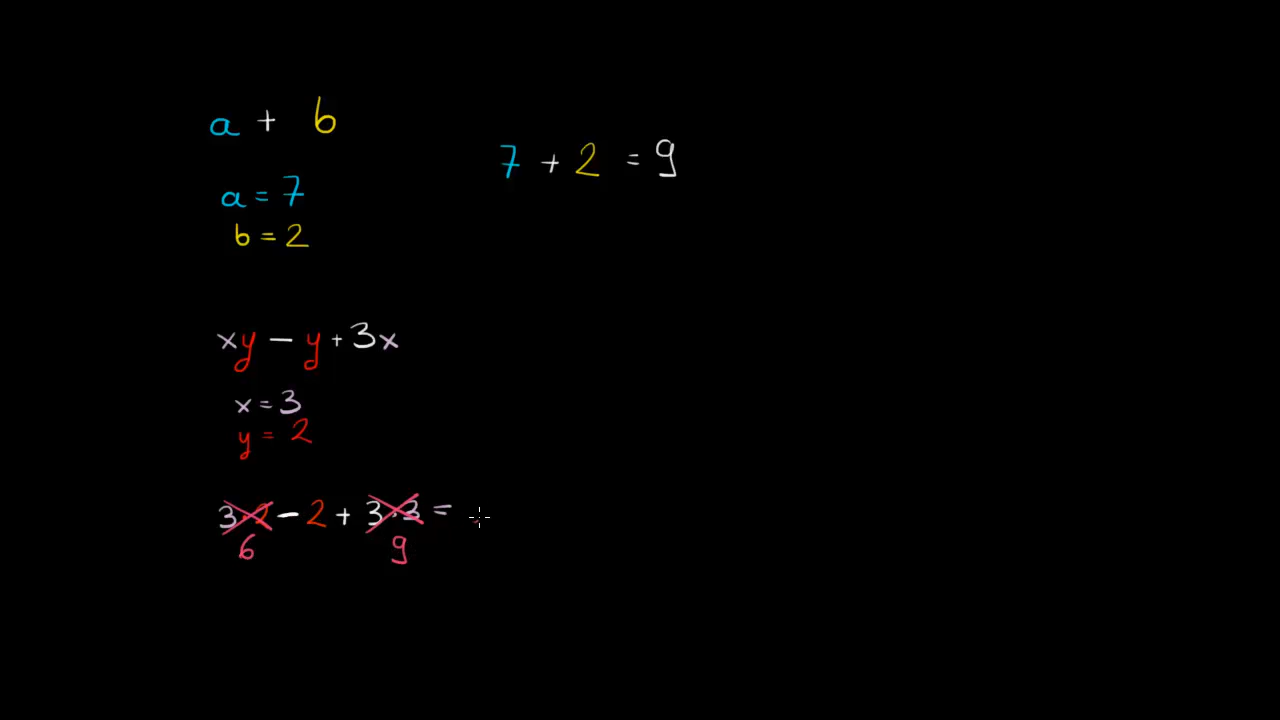 a + b
7 + 2 = 9
a = 7
b = 2
xy - y + 3x
x = 3
y = 2
3·2 - 2 + 3·3 =
6 9